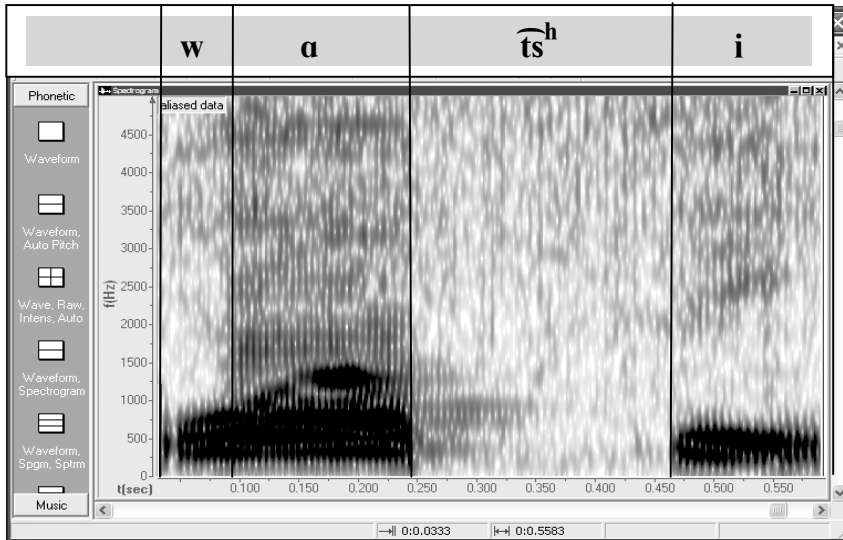 w ɑ t͡sʰ i
Phonetic
Spectrogram
aliased data
Waveform
Waveform,
Auto Pitch
Wave, Raw,
Intens, Auto
Waveform,
Spectrogram
Waveform,
Spgm, Sptrm
Music
f(Hz)
4500
4000
3500
3000
2500
2000
1500
1000
500
0
t(sec) 0.100 0.150 0.200 0.250 0.300 0.350 0.400 0.450 0.500 0.550
0:0.0333 0:0.5583